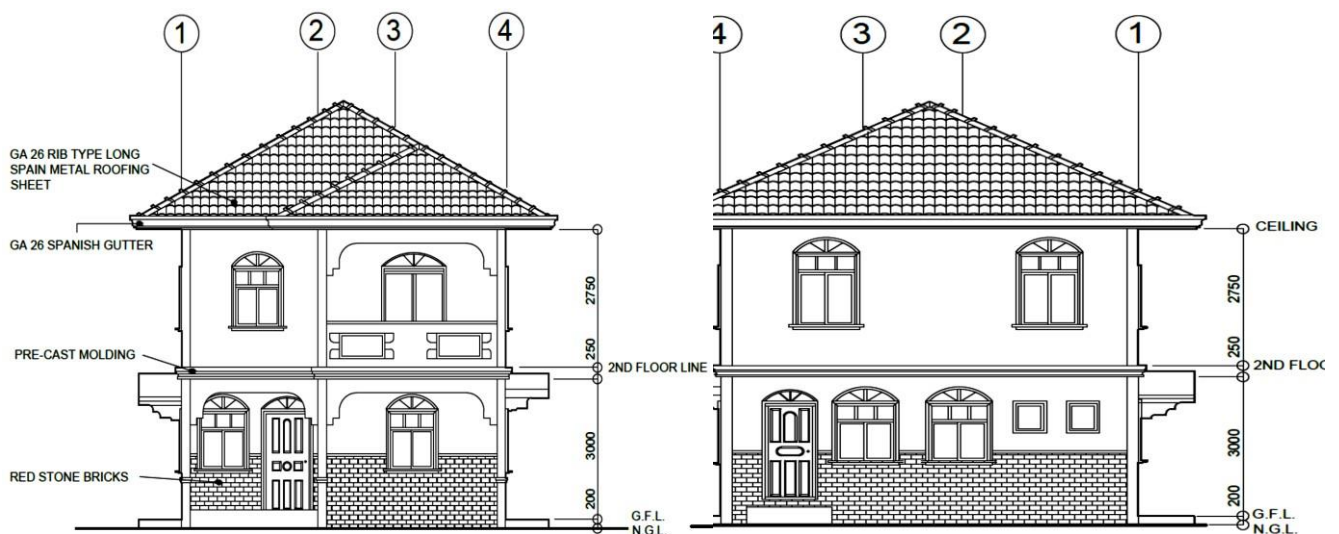 1 2 3 4
GA 26 RIB TYPE LONG
SPAIN METAL ROOFING
SHEET
GA 26 SPANISH GUTTER
PRE-CAST MOLDING
RED STONE BRICKS
2750
250
2ND FLOOR LINE
3000
200
G.F.L.
N.G.L.
4 3 2 1
CEILING
2750
250
2ND FLOO
3000
200
G.F.L.
N.G.L.